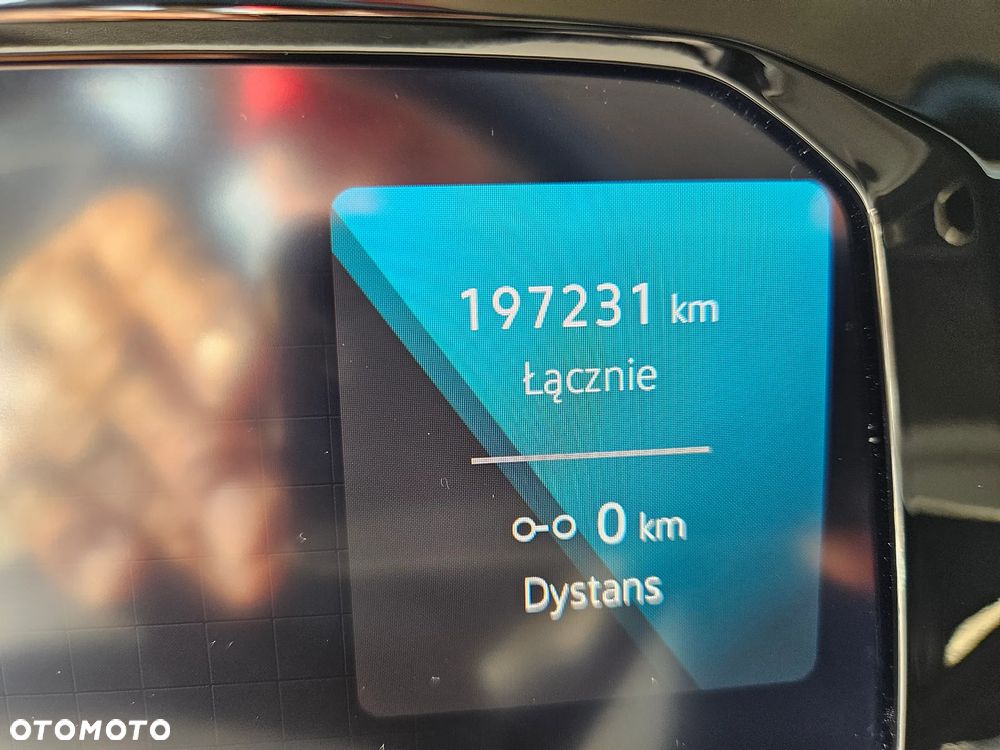 197231 km
Łącznie
0 km
Dystans
OTOMOTO